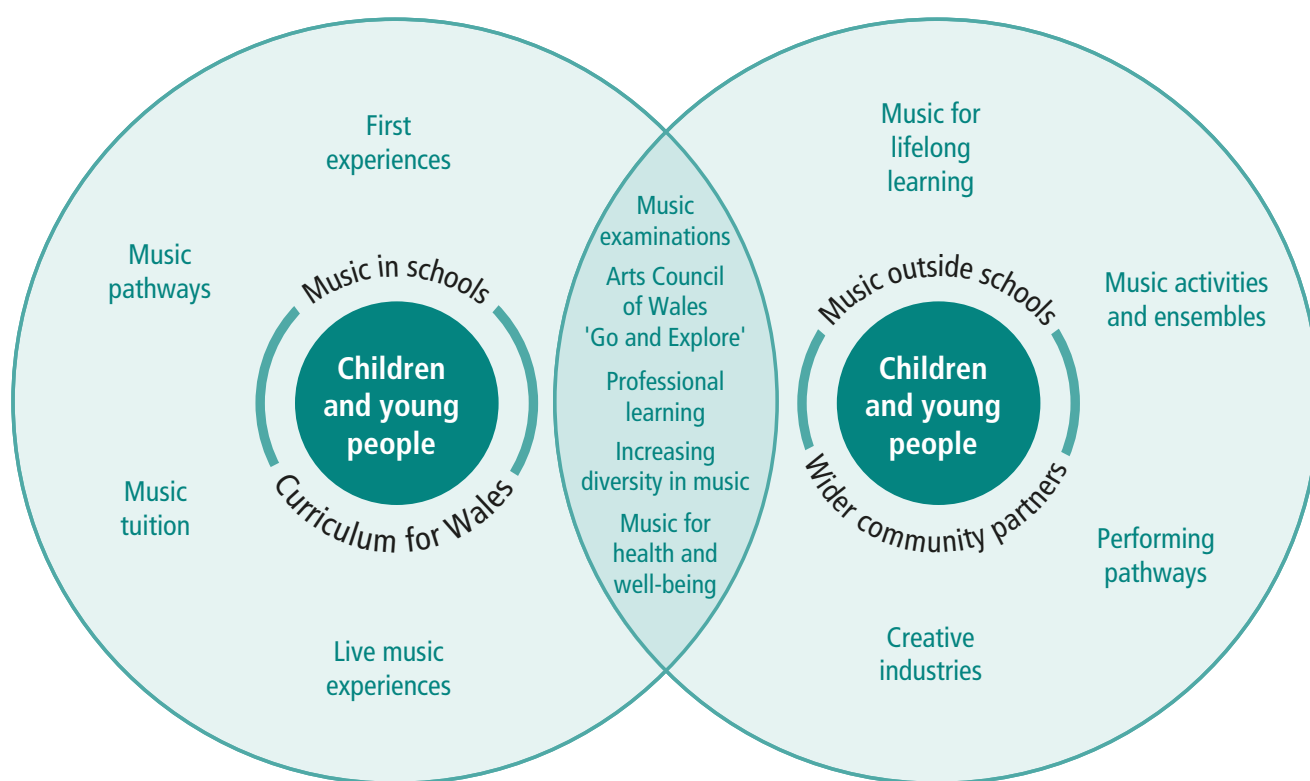 First
experiences
Music
pathways
Music in schools
Children
and young
people
Curriculum for Wales
Music
tuition
Live music
experiences
Music
examinations
Arts Council
of Wales
'Go and Explore'
Professional
learning
Increasing
diversity in music
Music for
health and
well-being
Music for
lifelong
learning
Music outside schools
Children
and young
people
Wider community partners
Music activities
and ensembles
Performing
pathways
Creative
industries